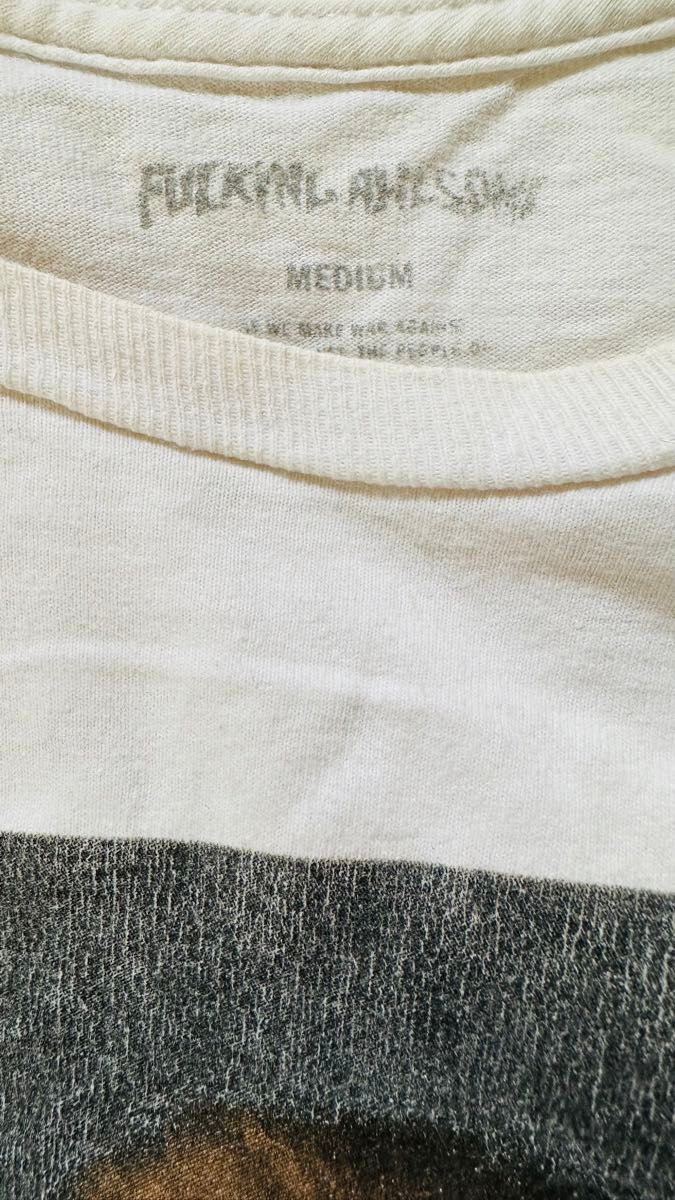 FUCKING AWESOME
MEDIUM
WE MAKE WAR AGAINST
THE PEOPLE OF